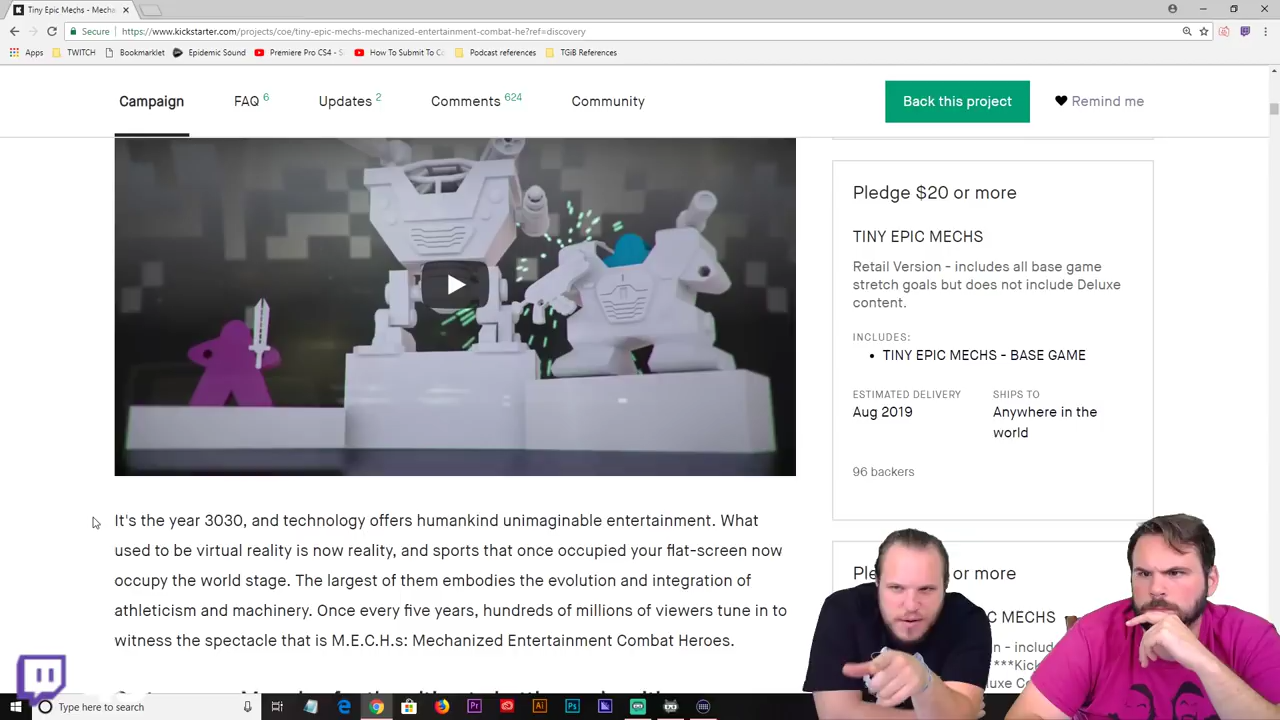 Tiny Epic Mechs - Mecha
Secure
https://www.kickstarter.com/projects/coe/tiny-epic-mechs-mechanized-entertainment-combat-he?ref=discovery
Apps TWITCH Bookmarklet Epidemic Sound Premiere Pro CS4 - How To Submit To Podcast references TGiB References
Campaign FAQ 6 Updates 2 Comments 624 Community Back this project Remind me
Pledge $20 or more
TINY EPIC MECHS
Retail Version - includes all base game
stretch goals but does not include Deluxe
content.
INCLUDES:
• TINY EPIC MECHS - BASE GAME
ESTIMATED DELIVERY SHIPS TO
Aug 2019 Anywhere in the
world
96 backers
It's the year 3030, and technology offers humankind unimaginable entertainment. What
used to be virtual reality is now reality, and sports that once occupied your flat-screen now
occupy the world stage. The largest of them embodies the evolution and integration of
athleticism and machinery. Once every five years, hundreds of millions of viewers tune in to
witness the spectacle that is M.E.C.H.s: Mechanized Entertainment Combat Heroes.
or more
MECHS
Type here to search